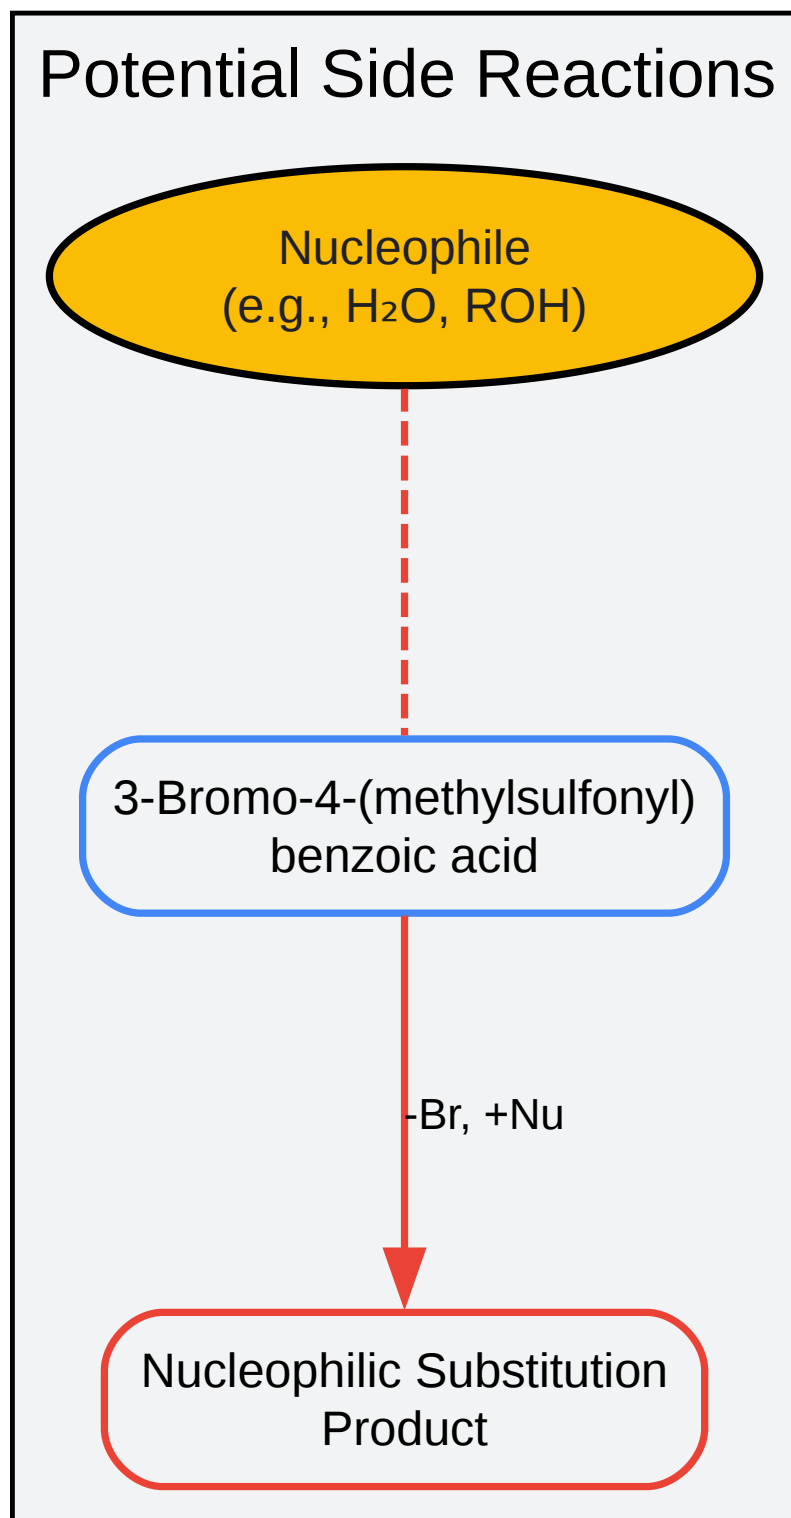 Potential Side Reactions
Nucleophile
(e.g., H₂O, ROH)
3-Bromo-4-(methylsulfonyl)
benzoic acid
-Br, +Nu
Nucleophilic Substitution
Product